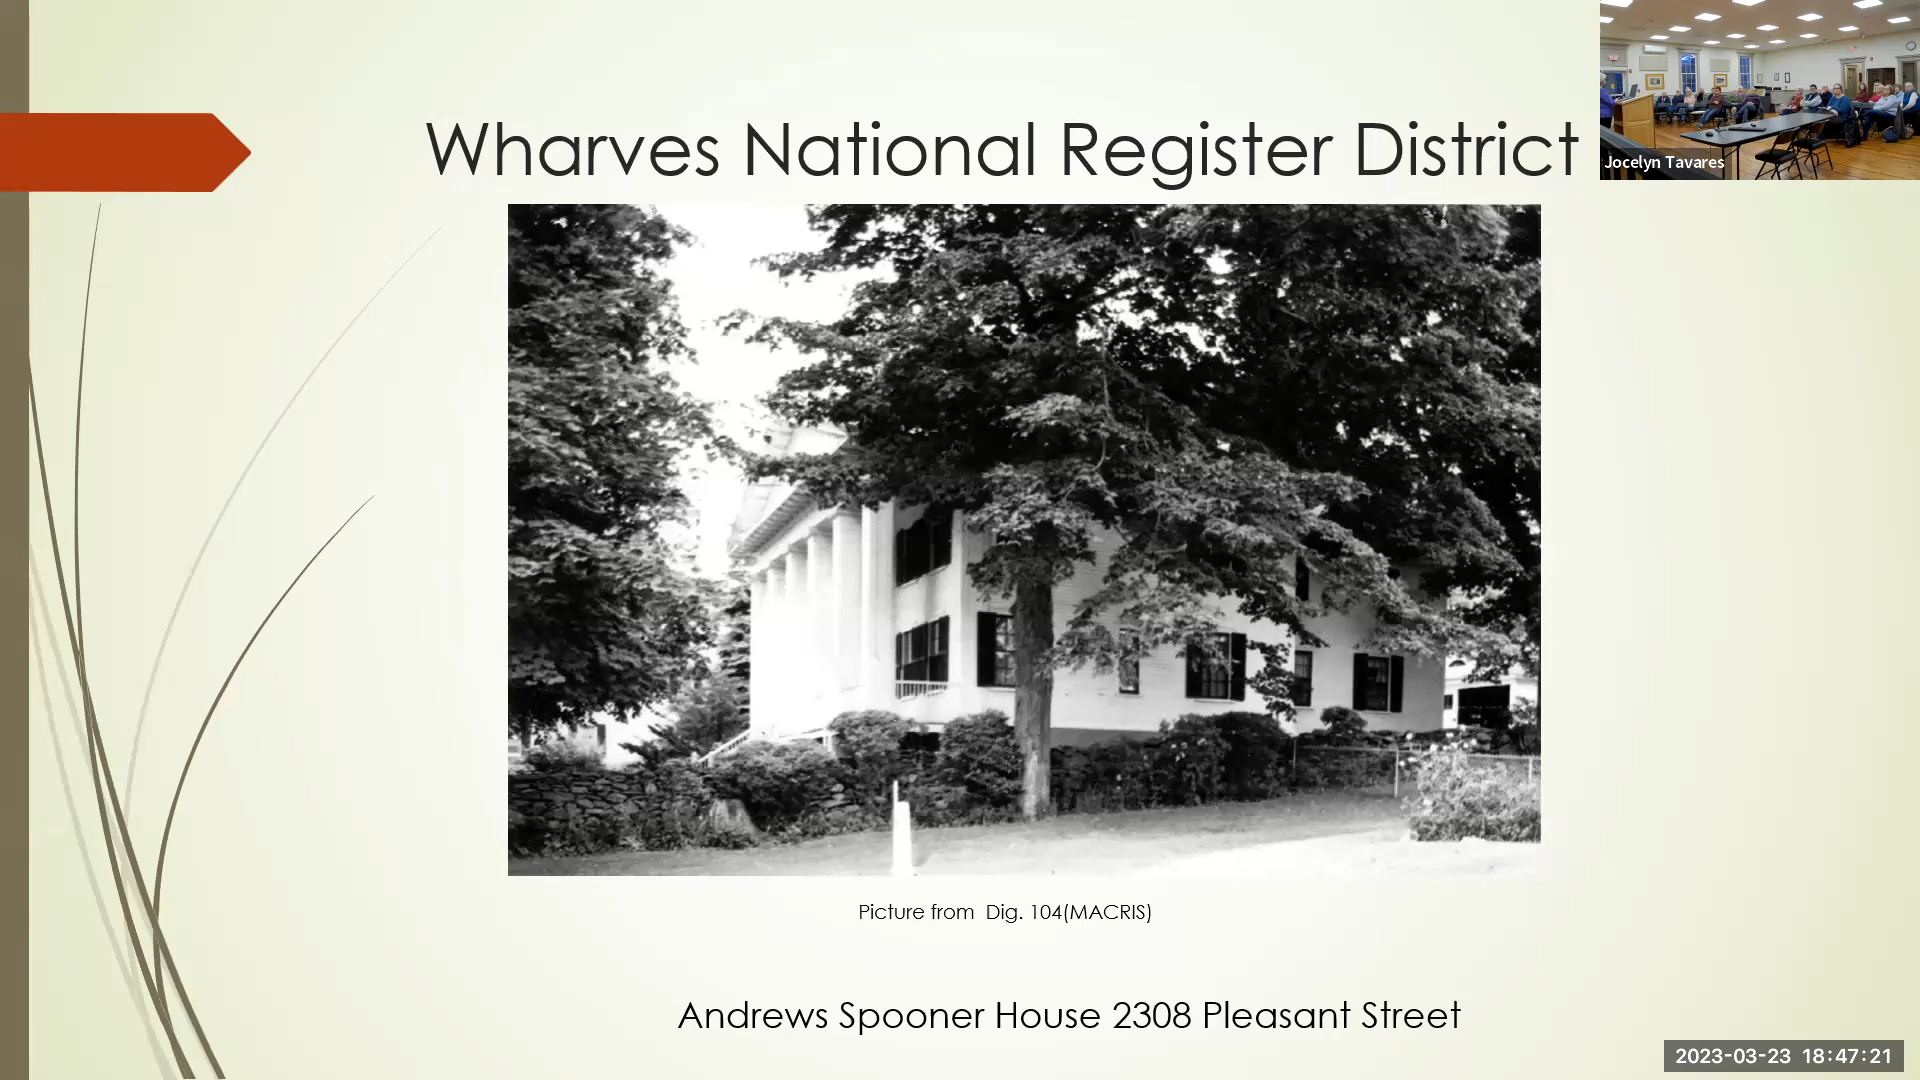 Wharves National Register District
Jocelyn Tavares
Picture from  Dig. 104(MACRIS)
Andrews Spooner House 2308 Pleasant Street
2023-03-23 18:47:21